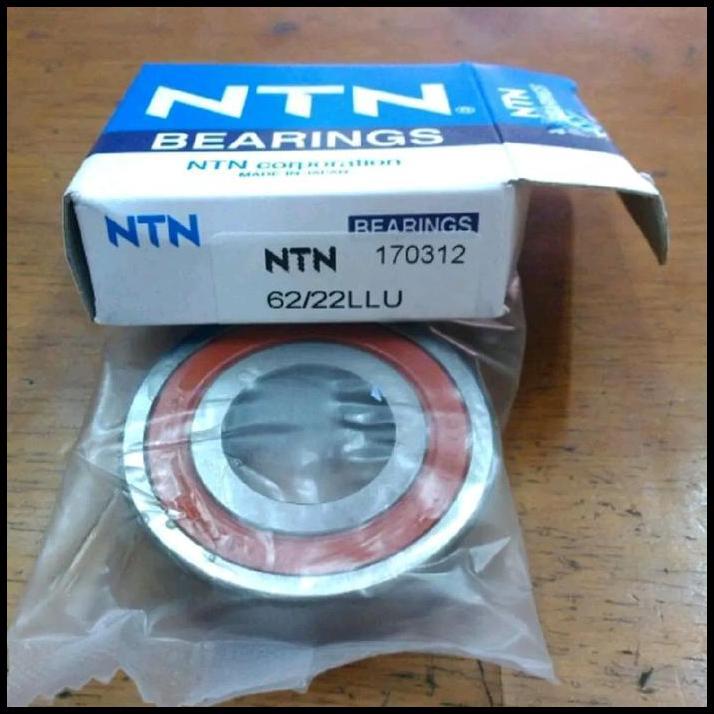 NTN®
BEARINGS
NTN corporation
MADE IN JAPAN
NTN
NTN
BEARINGS
NTN 170312
62/22LLU